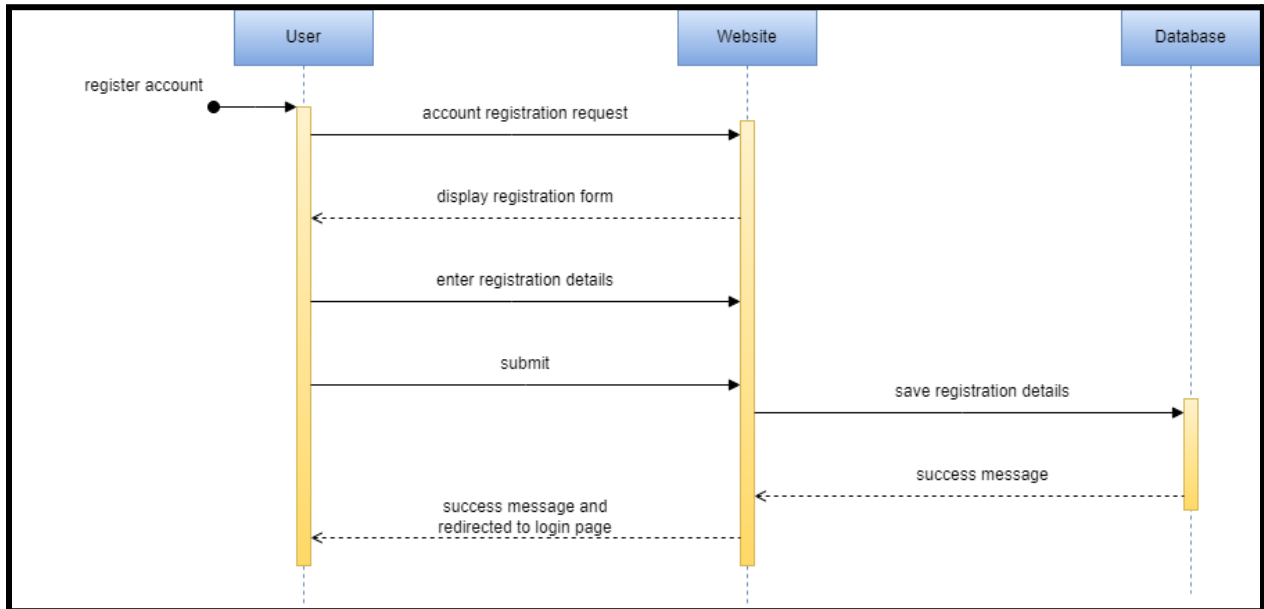 User
Website
Database
register account
account registration request
display registration form
enter registration details
submit
save registration details
success message
success message and
redirected to login page